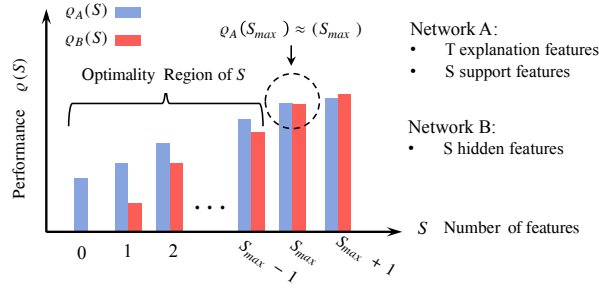 ϱ_A(S)
ϱ_B(S)
ϱ_A(S_max) ≈ (S_max)
Optimality Region of S
Performance ϱ(S)
0
1
2
...
S_max − 1
S_max
S_max + 1
S Number of features
Network A:
• T explanation features
• S support features
Network B:
• S hidden features